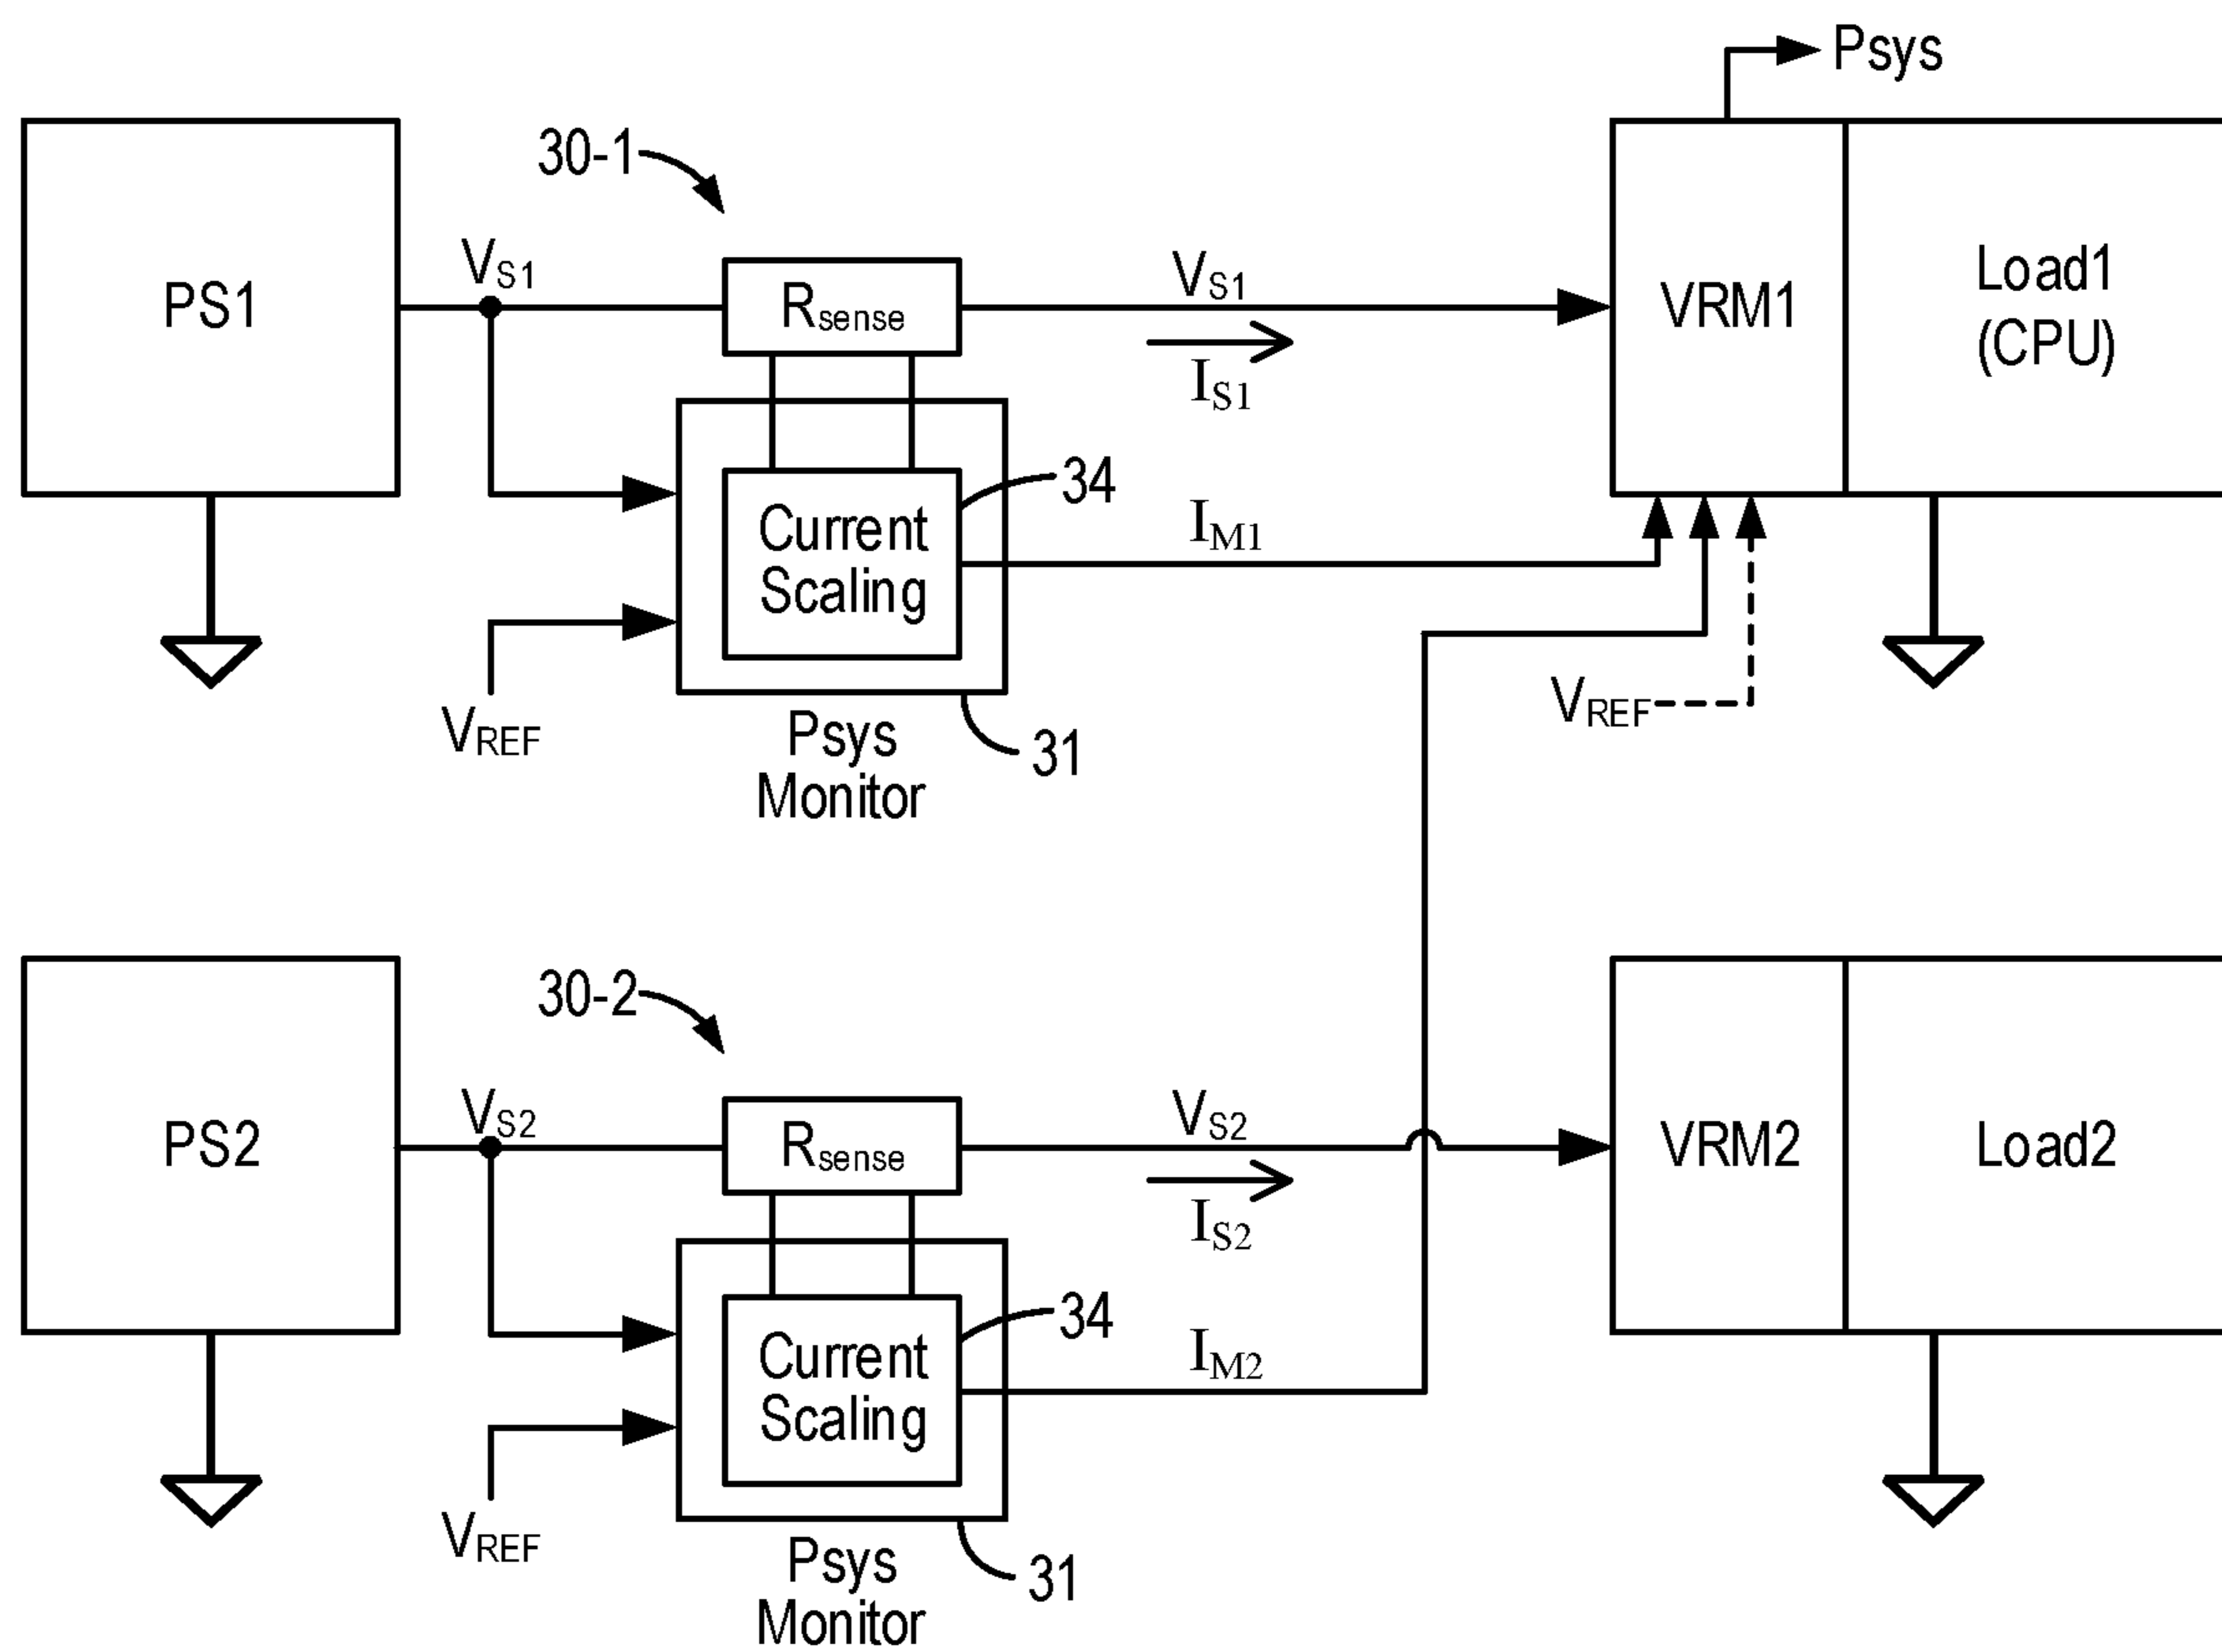 Psys
30-1
PS1
VS1
Rsense
VS1
IS1
VRM1
Load1
(CPU)
34
Current
Scaling
IM1
VREF
VREF
31
Psys
Monitor
30-2
PS2
VS2
Rsense
VS2
IS2
VRM2
Load2
34
Current
Scaling
IM2
VREF
31
Psys
Monitor